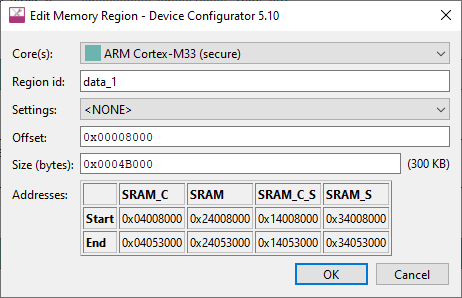 Edit Memory Region - Device Configurator 5.10
Core(s): ARM Cortex-M33 (secure)
Region id: data_1
Settings: <NONE>
Offset: 0x00008000
Size (bytes): 0x0004B000 (300 KB)
Addresses: SRAM_C SRAM SRAM_C_S SRAM_S
Start 0x04008000 0x24008000 0x14008000 0x34008000
End 0x04053000 0x24053000 0x14053000 0x34053000
OK Cancel